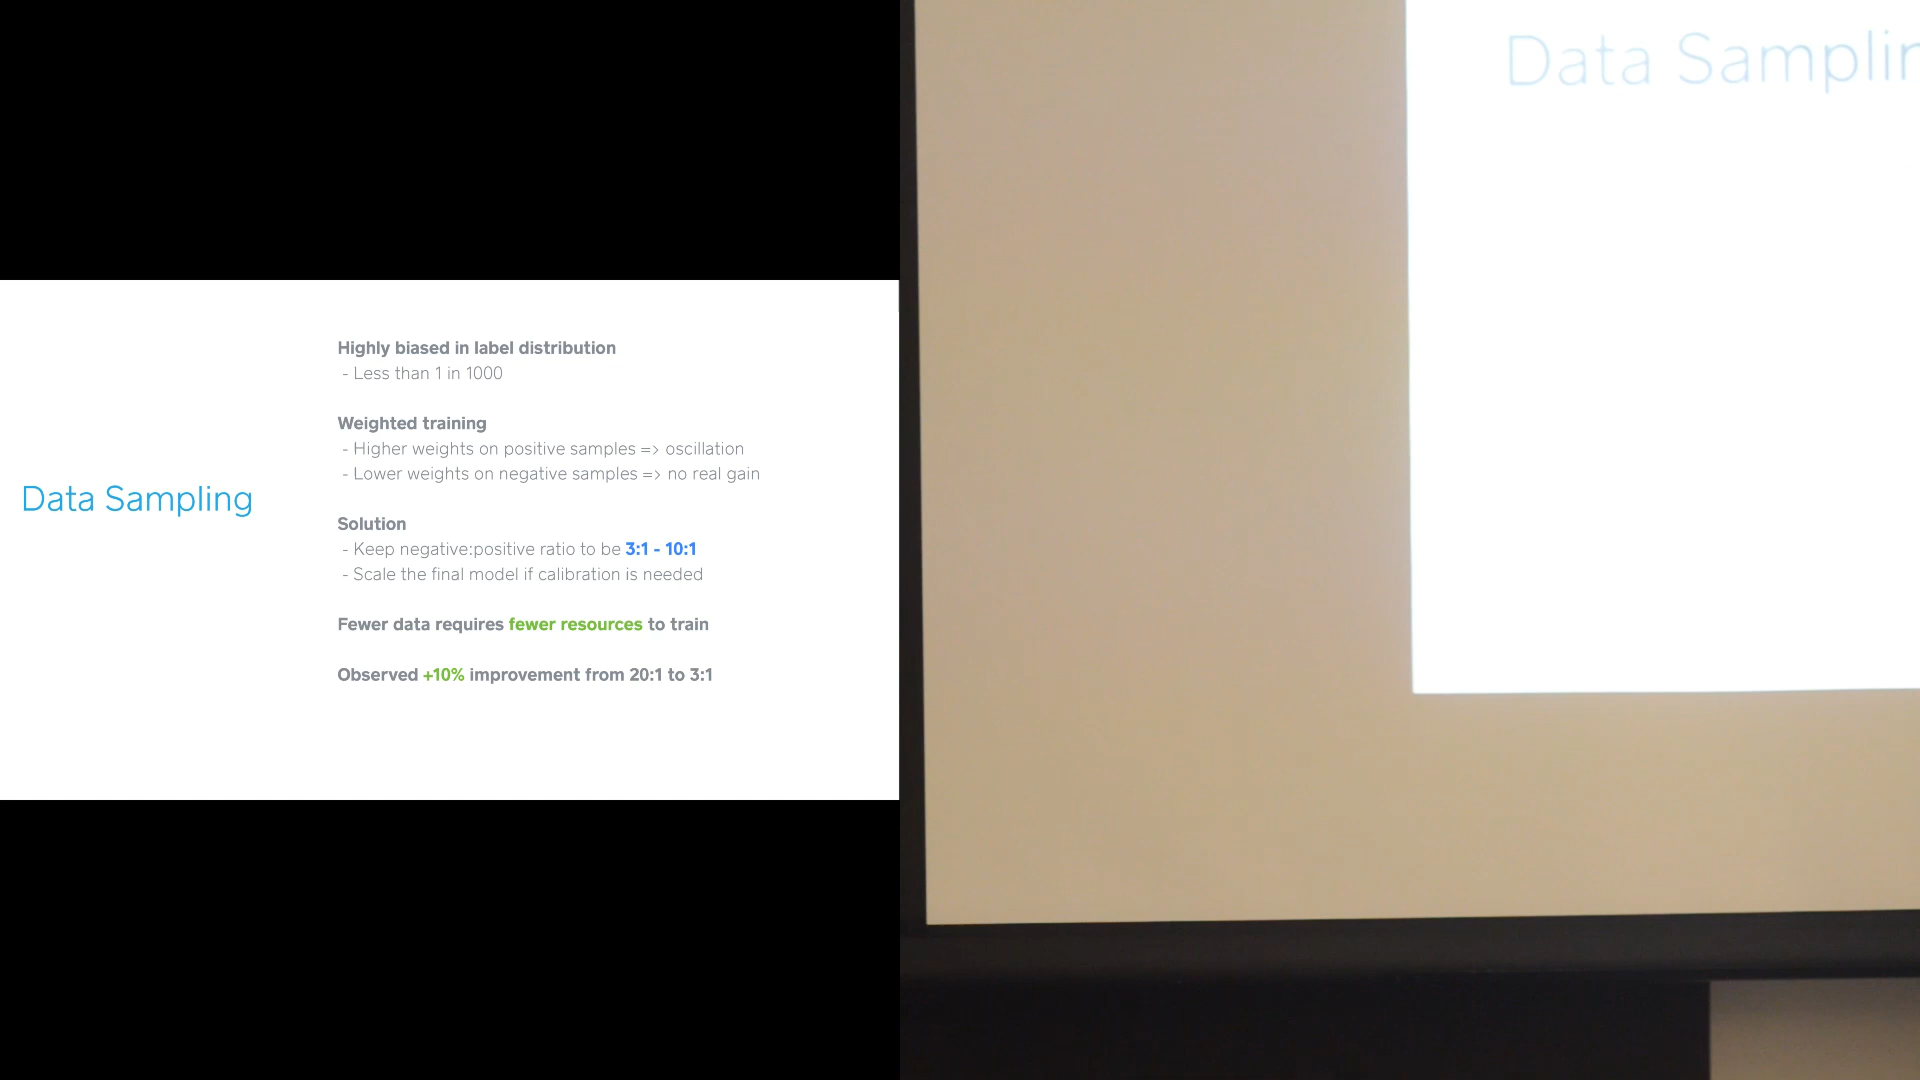 Data Sampling
Highly biased in label distribution
- Less than 1 in 1000
Weighted training
- Higher weights on positive samples => oscillation
- Lower weights on negative samples => no real gain
Solution
- Keep negative:positive ratio to be 3:1 - 10:1
- Scale the final model if calibration is needed
Fewer data requires fewer resources to train
Observed +10% improvement from 20:1 to 3:1
Data Samplin